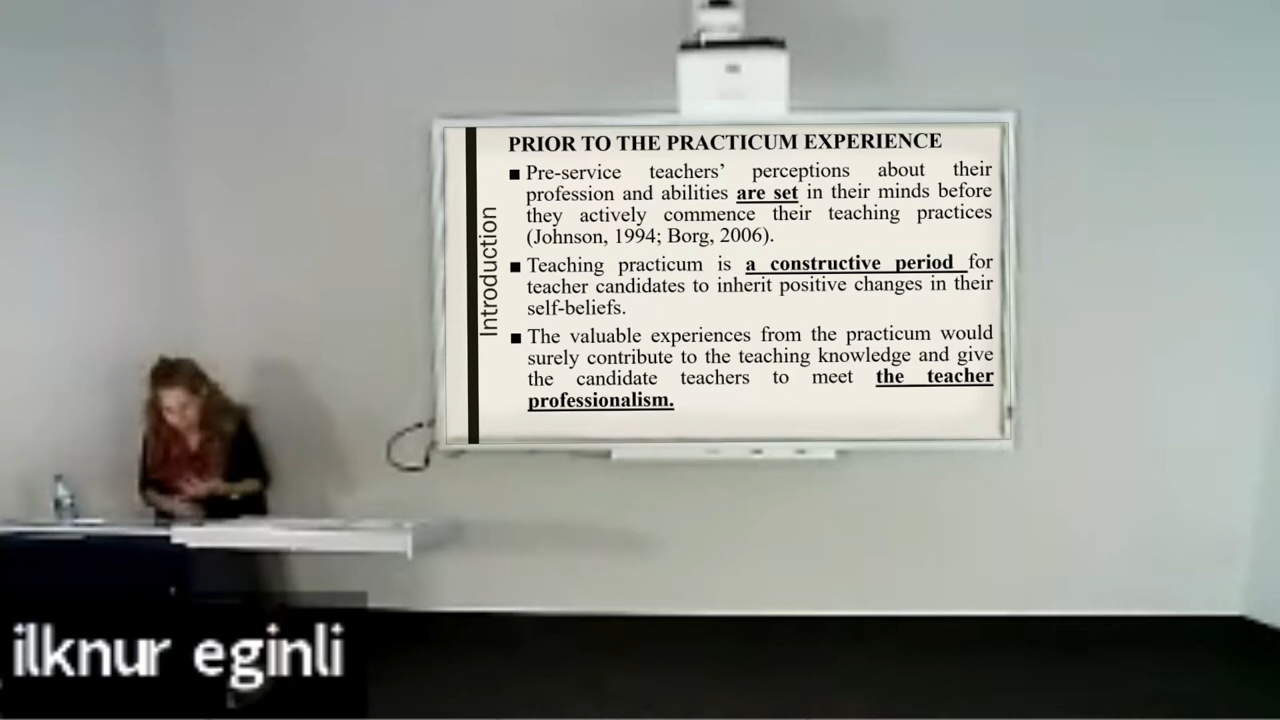 PRIOR TO THE PRACTICUM EXPERIENCE
■ Pre-service teachers’ perceptions about their
profession and abilities are set in their minds before
they actively commence their teaching practices
(Johnson, 1994; Borg, 2006).
■ Teaching practicum is a constructive period for
teacher candidates to inherit positive changes in their
self-beliefs.
■ The valuable experiences from the practicum would
surely contribute to the teaching knowledge and give
the candidate teachers to meet the teacher
professionalism.
Introduction
ilknur eginli